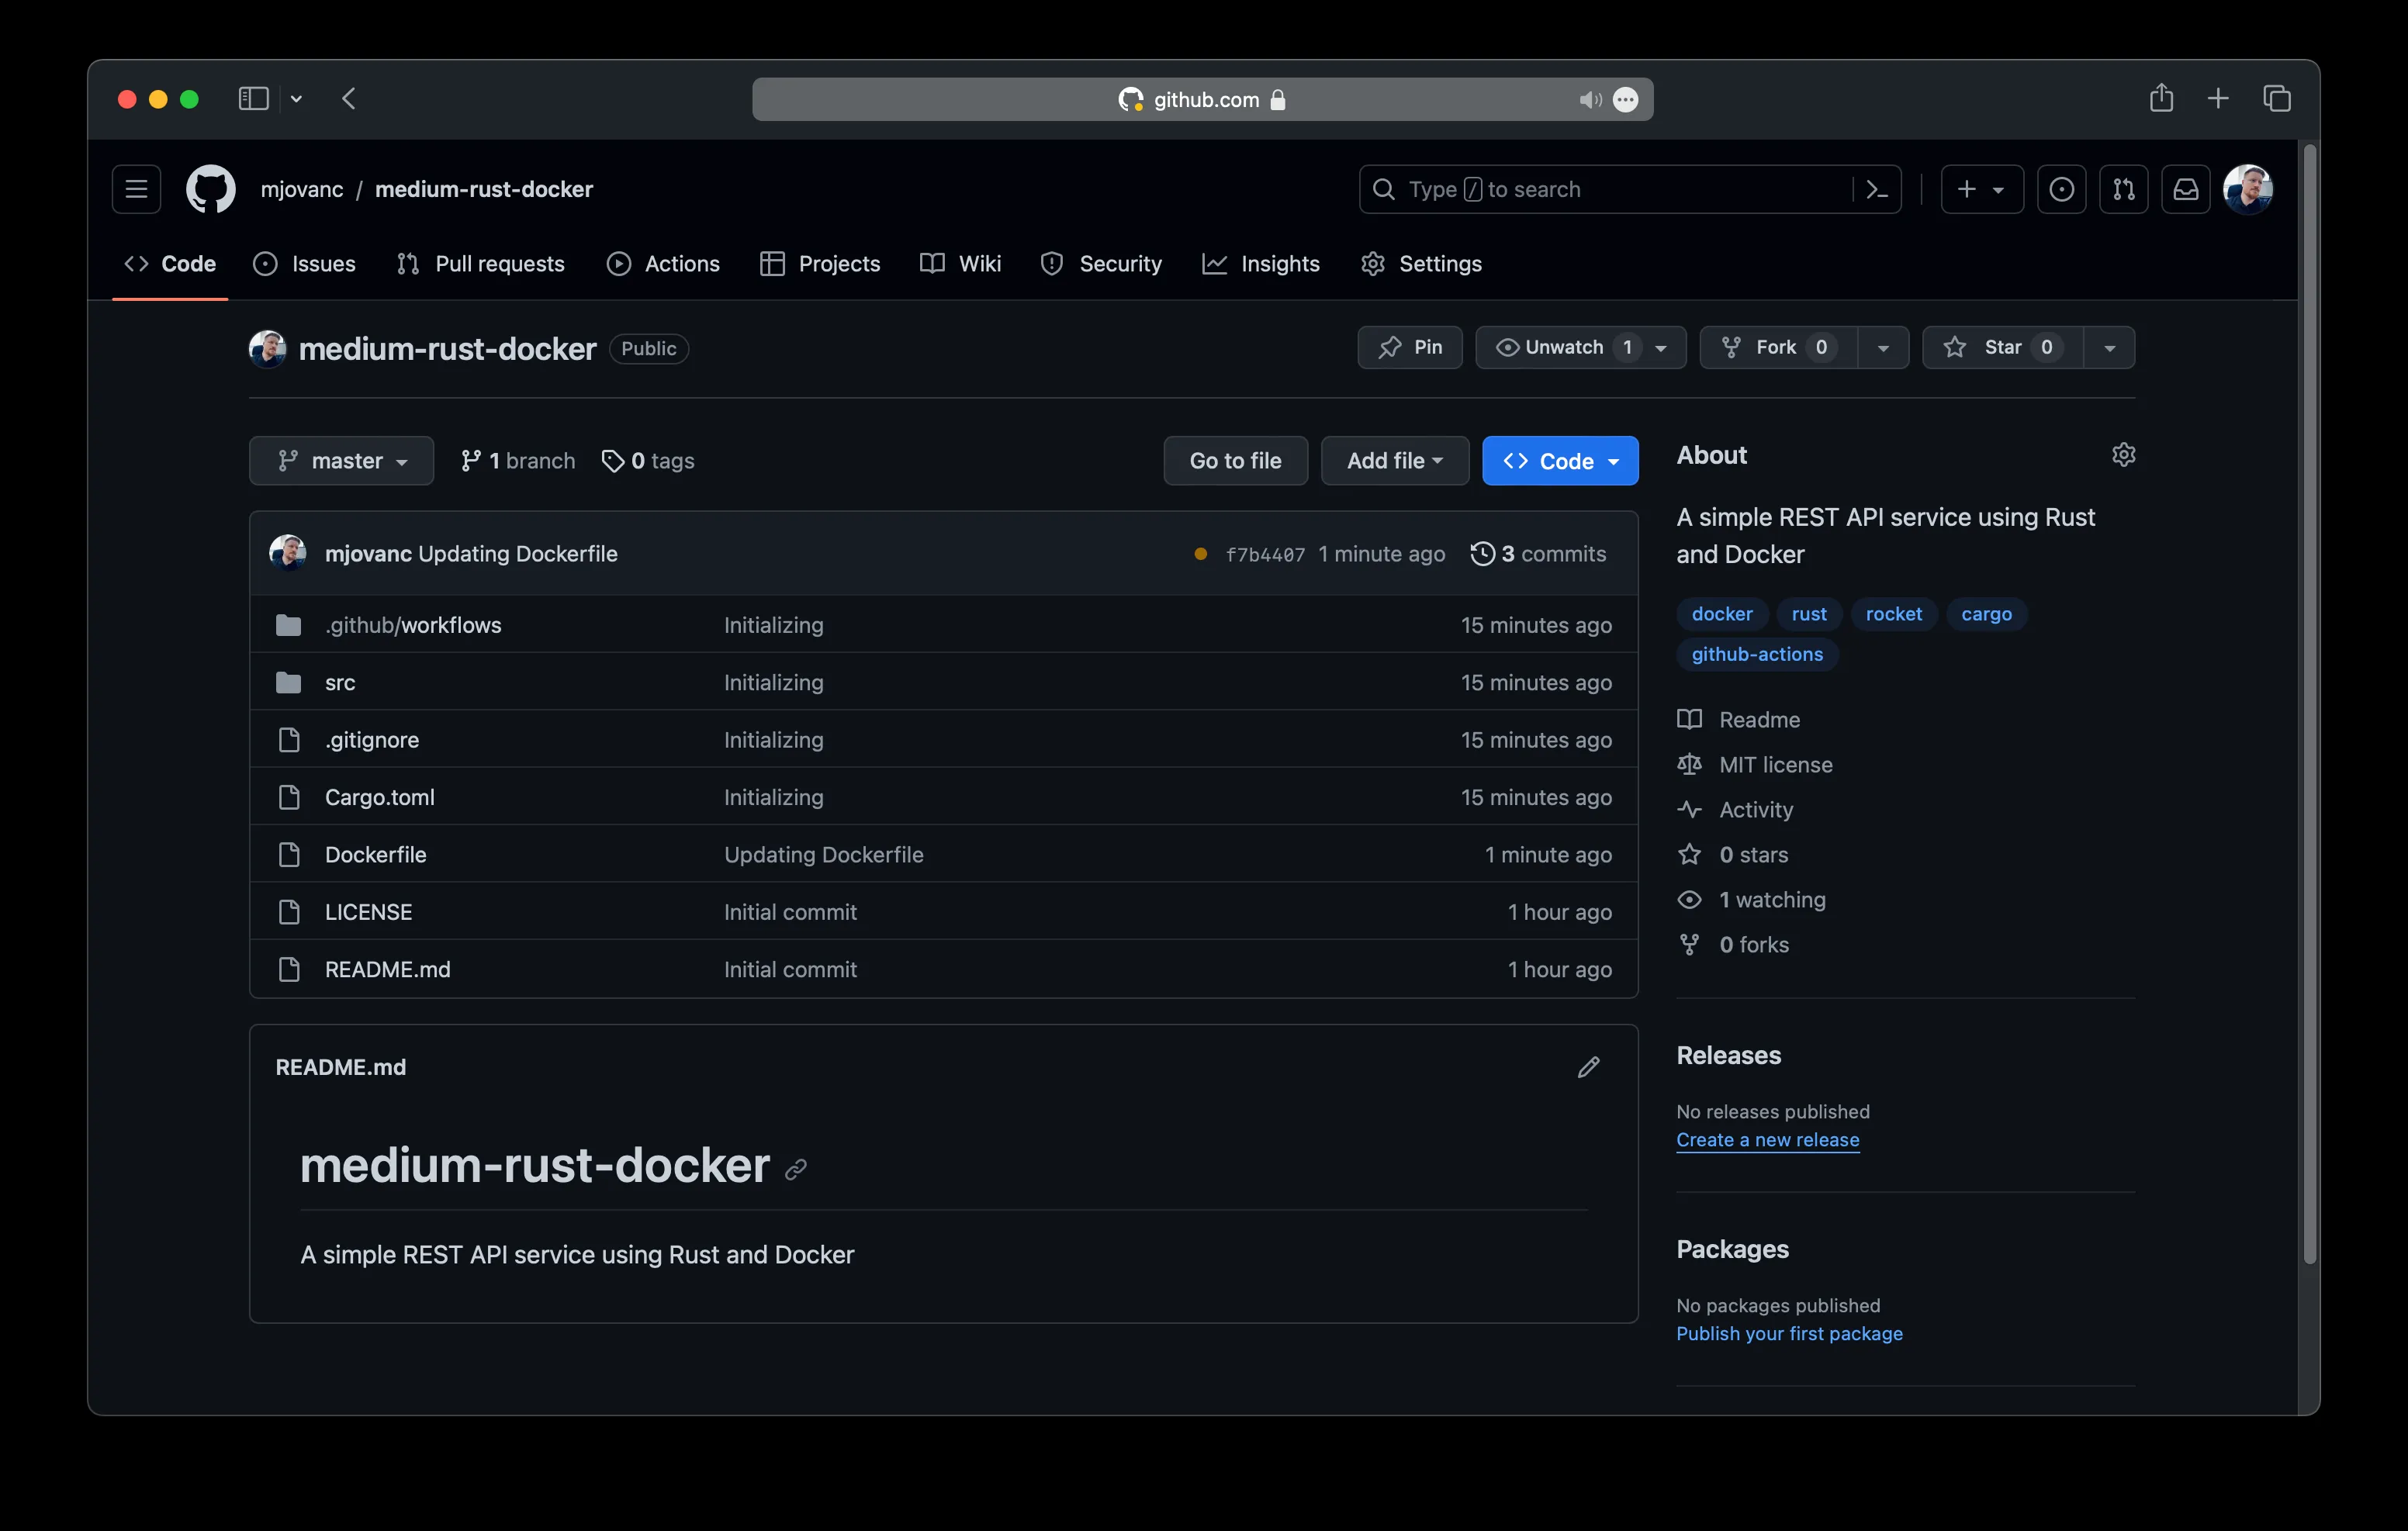 github.com
mjovanc / medium-rust-docker
Type / to search
Code Issues Pull requests Actions Projects Wiki Security Insights Settings
medium-rust-docker Public
Pin Unwatch 1 Fork 0 Star 0
master 1 branch 0 tags Go to file Add file Code
mjovanc Updating Dockerfile f7b4407 1 minute ago 3 commits
.github/workflows Initializing 15 minutes ago
src Initializing 15 minutes ago
.gitignore Initializing 15 minutes ago
Cargo.toml Initializing 15 minutes ago
Dockerfile Updating Dockerfile 1 minute ago
LICENSE Initial commit 1 hour ago
README.md Initial commit 1 hour ago
README.md
medium-rust-docker
A simple REST API service using Rust and Docker
About
A simple REST API service using Rust
and Docker
docker rust rocket cargo
github-actions
Readme
MIT license
Activity
0 stars
1 watching
0 forks
Releases
No releases published
Create a new release
Packages
No packages published
Publish your first package